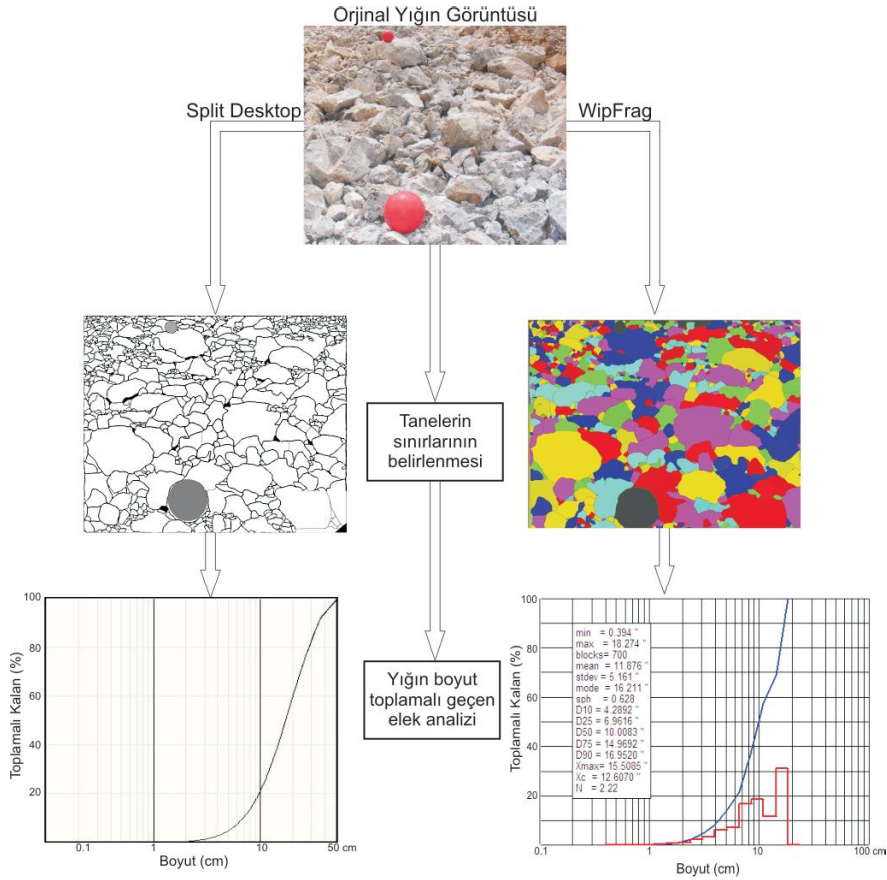 Orjinal Yığın Görüntüsü
Split Desktop
WipFrag
Tanelerin
sınırlarının
belirlenmesi
Yığın boyut
toplamalı geçen
elek analizi
Toplamalı Kalan (%)
100
80
60
40
20
0.1
1
10
50 cm
Boyut (cm)
Toplamalı Kalan (%)
100
80
60
40
20
0.1
1
10
100 cm
Boyut (cm)
min = 0.394 "
max = 18.274 "
blocks= 700
mean = 11.876 "
stdev = 5.161 "
mode = 16.211 "
sph = 0.628
D10 = 4.2892 "
D25 = 6.9616 "
D50 = 10.0083 "
D75 = 14.9692 "
D90 = 16.9520 "
Xmax= 15.5085 "
Xc = 12.6070 "
N = 2.22